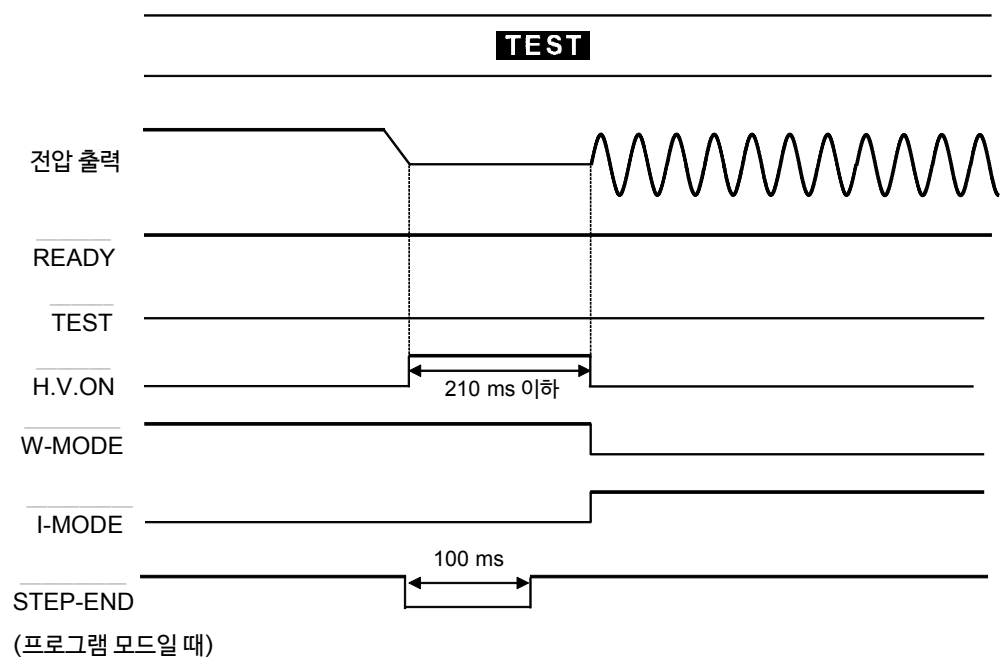 TEST
전압 출력
READY
TEST
H.V.ON
210 ms 이하
W-MODE
I-MODE
100 ms
STEP-END
(프로그램 모드일 때)